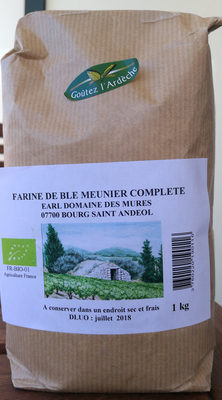 Goûtez l'Ardèche
FARINE DE BLE MEUNIER COMPLETE
EARL DOMAINE DES MURES
07700 BOURG SAINT ANDEOL
FR-BIO-01
Agriculture France
1 kg
A conserver dans un endroit sec et frais
DLUO : juillet 2018